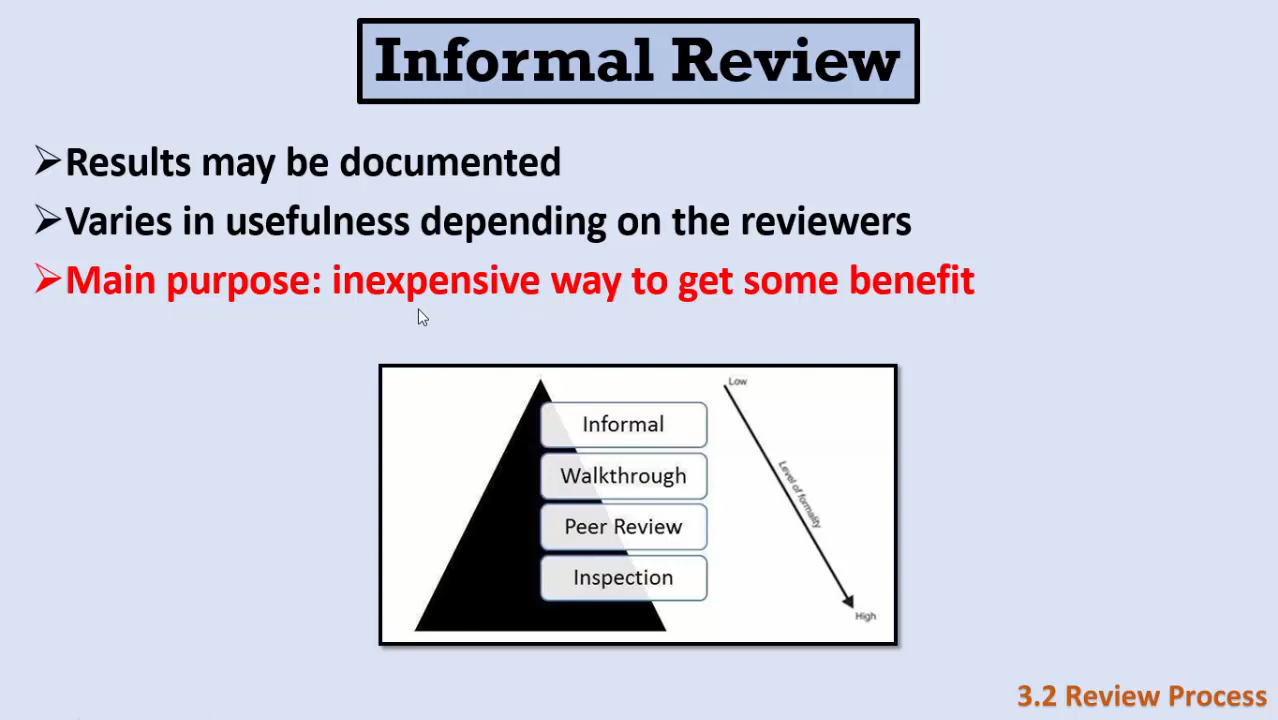 Informal Review
➢Results may be documented
➢Varies in usefulness depending on the reviewers
➢Main purpose: inexpensive way to get some benefit
Low
Informal
Walkthrough
Level of formality
Peer Review
Inspection
High
3.2 Review Process